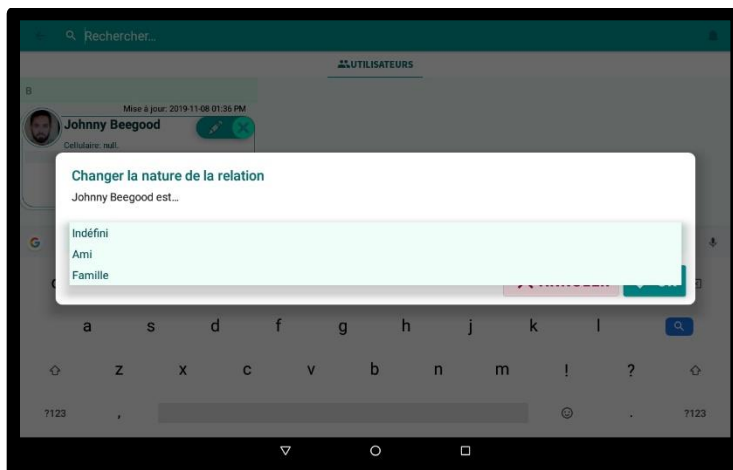 Rechercher...
UTILISATEURS
B
Mise à jour: 2019-11-08 01:36 PM
Johnny Beegood
Cellulaire: null.
Changer la nature de la relation
Johnny Beegood est...
Indéfini
Ami
Famille
a s d f g h j k l
z x c v b n m ! ?
?123 , . ?123